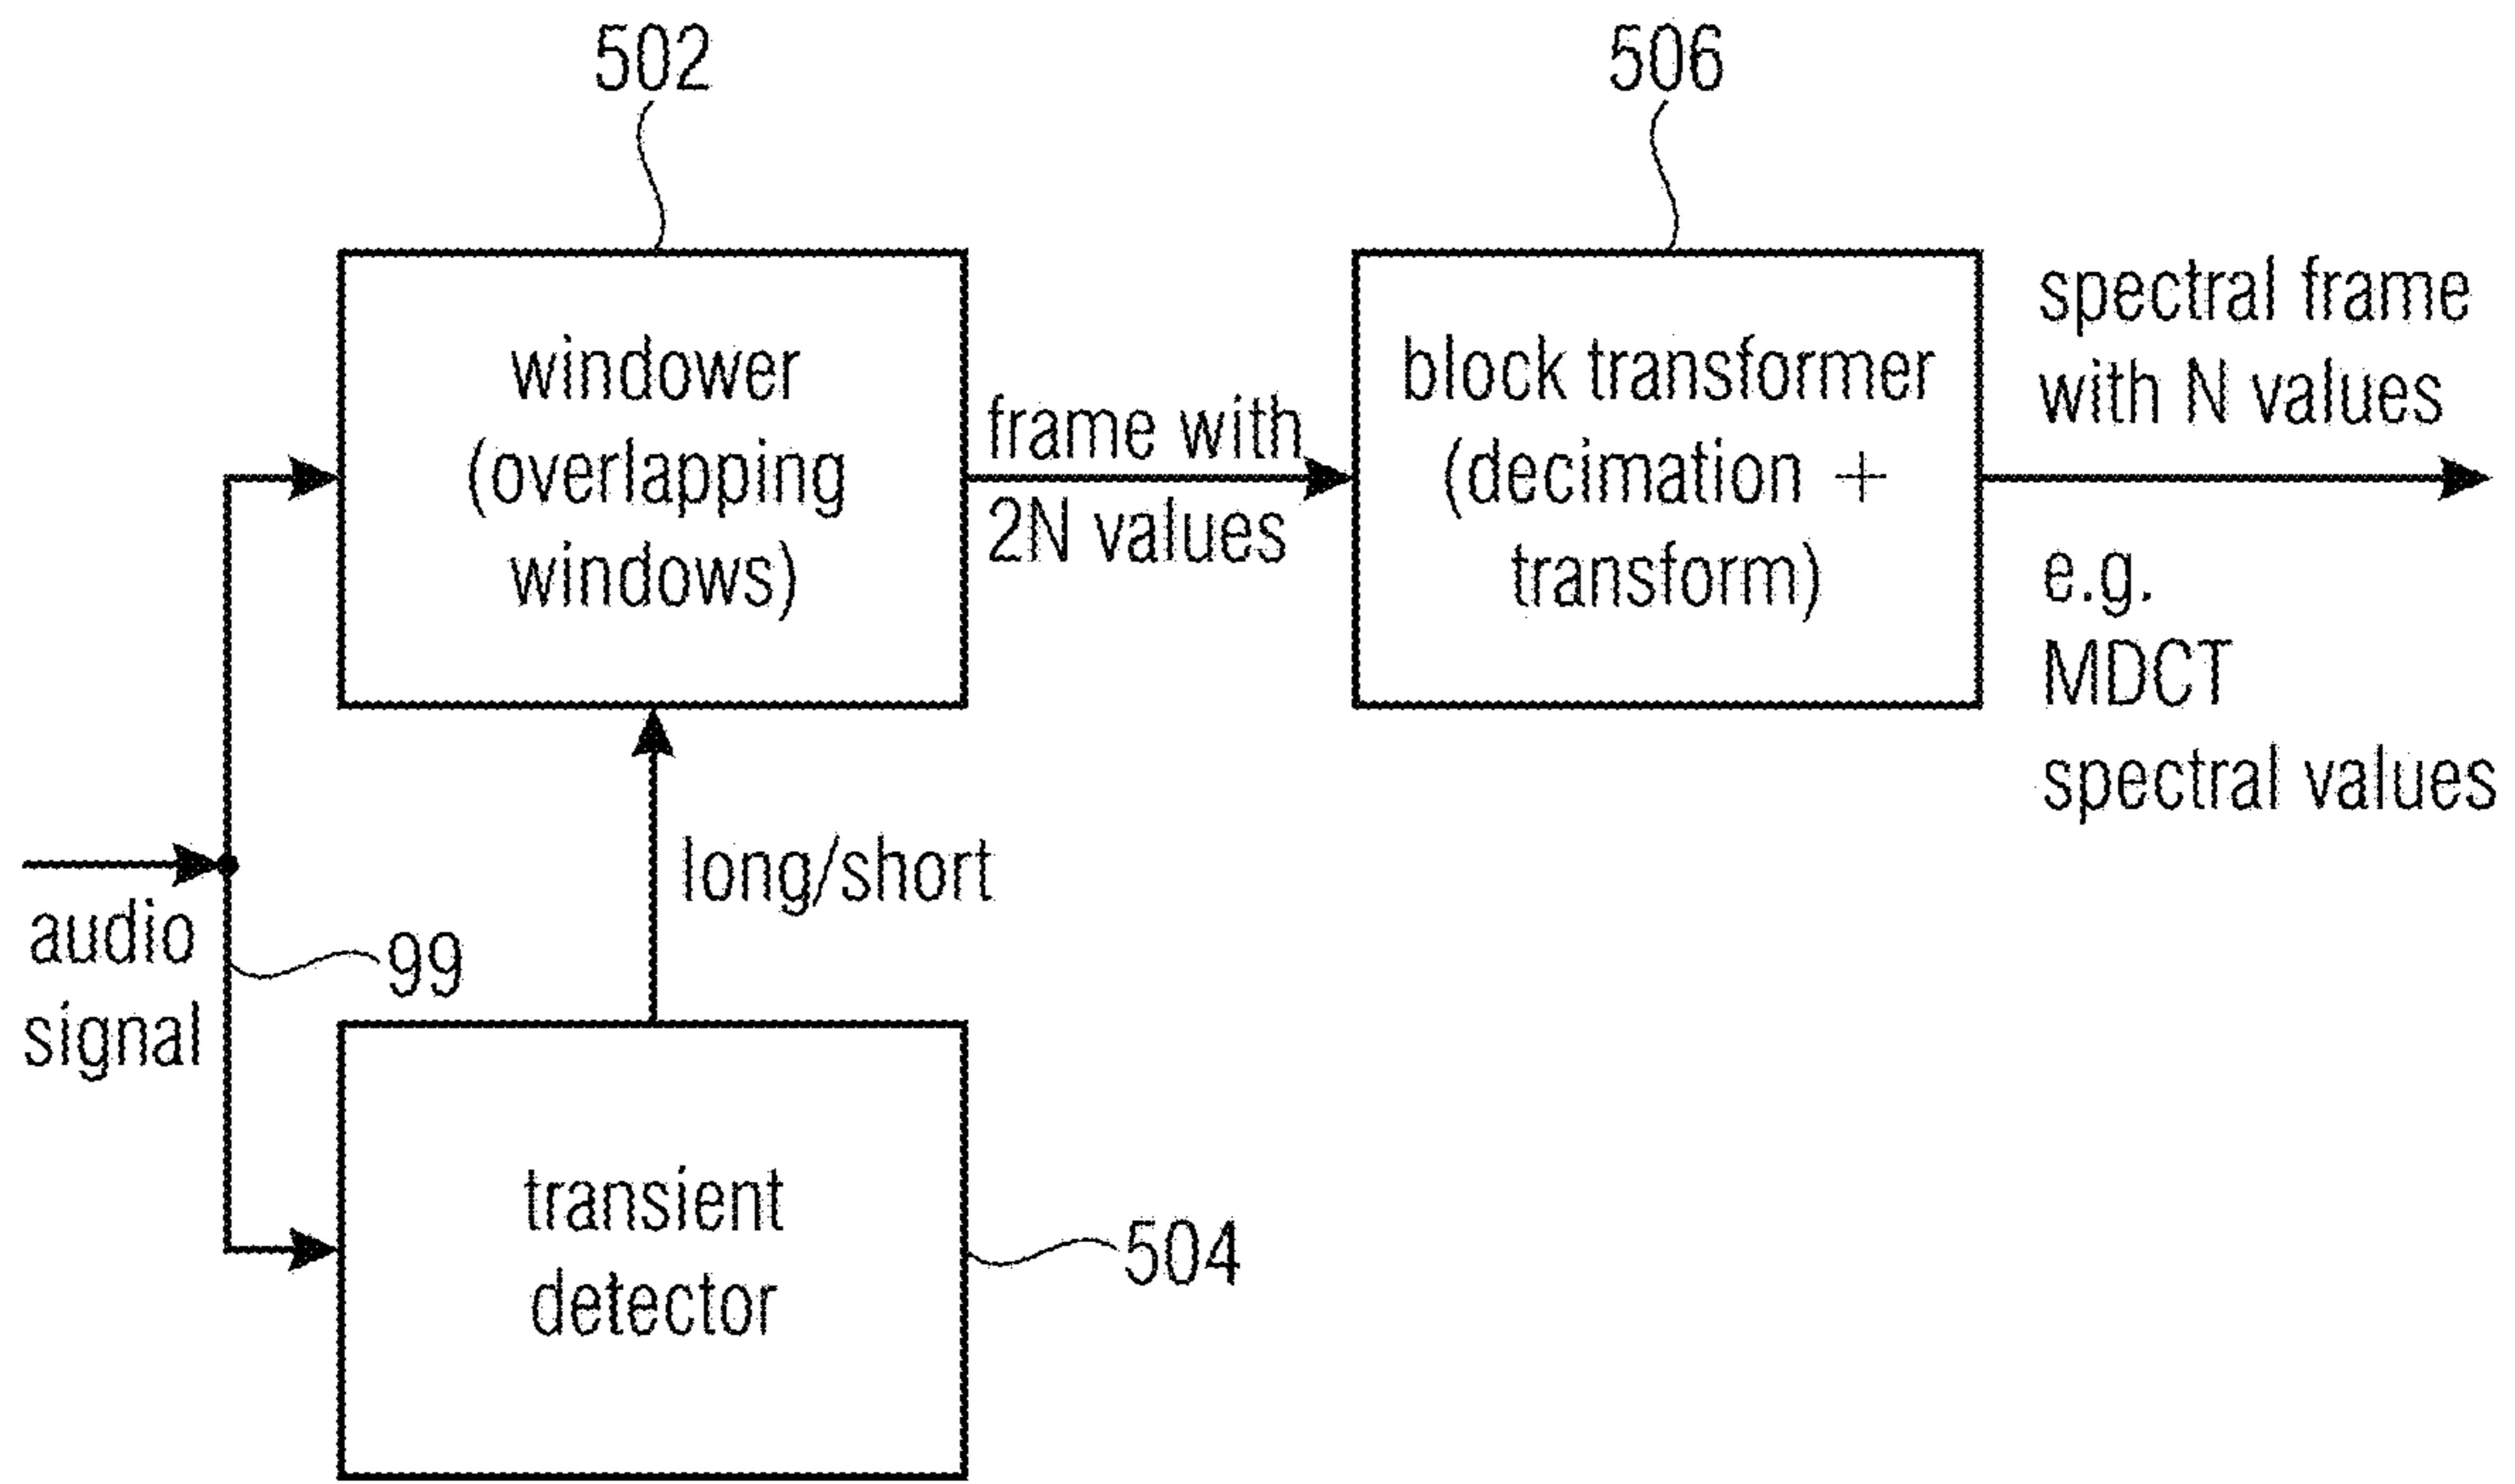 502
506
windower
(overlapping
windows)
frame with
2N values
block transformer
(decimation +
transform)
spectral frame
with N values
e.g.
MDCT
spectral values
long/short
audio
signal
99
transient
detector
504